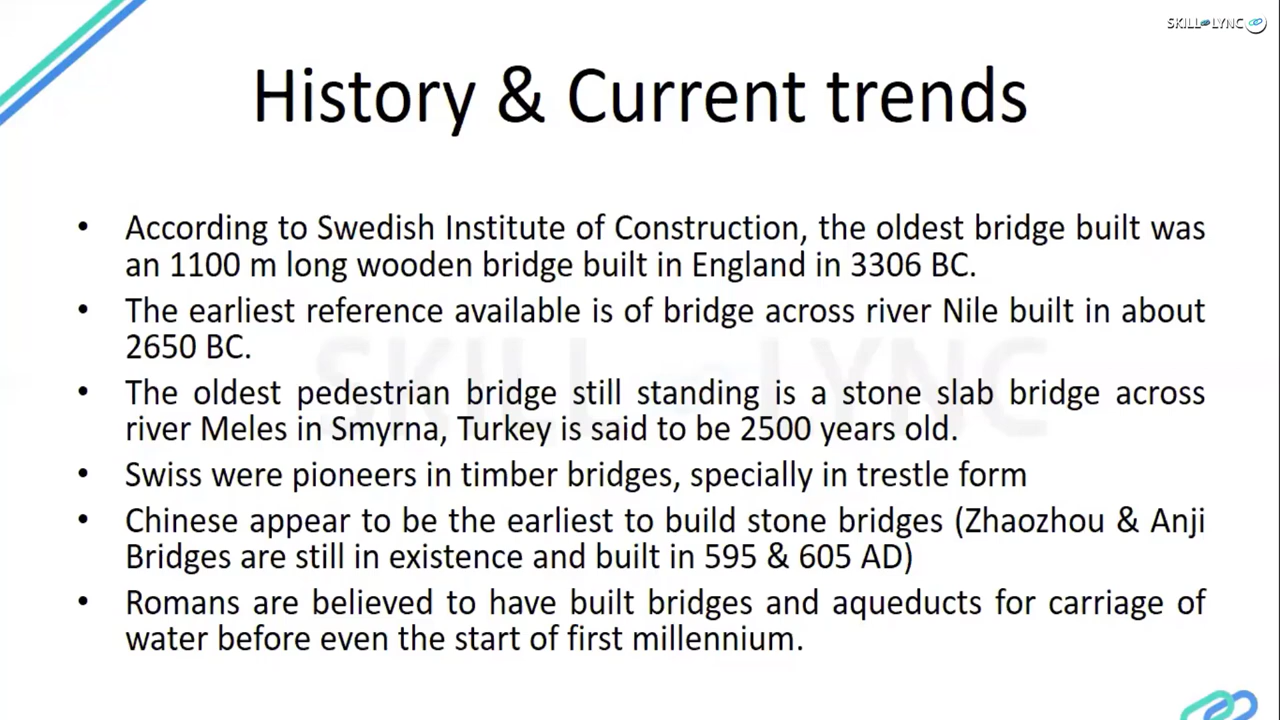 SKILL LYNC
History & Current trends
• According to Swedish Institute of Construction, the oldest bridge built was
an 1100 m long wooden bridge built in England in 3306 BC.
• The earliest reference available is of bridge across river Nile built in about
2650 BC.
• The oldest pedestrian bridge still standing is a stone slab bridge across
river Meles in Smyrna, Turkey is said to be 2500 years old.
• Swiss were pioneers in timber bridges, specially in trestle form
• Chinese appear to be the earliest to build stone bridges (Zhaozhou & Anji
Bridges are still in existence and built in 595 & 605 AD)
• Romans are believed to have built bridges and aqueducts for carriage of
water before even the start of first millennium.
SKILL LYNC